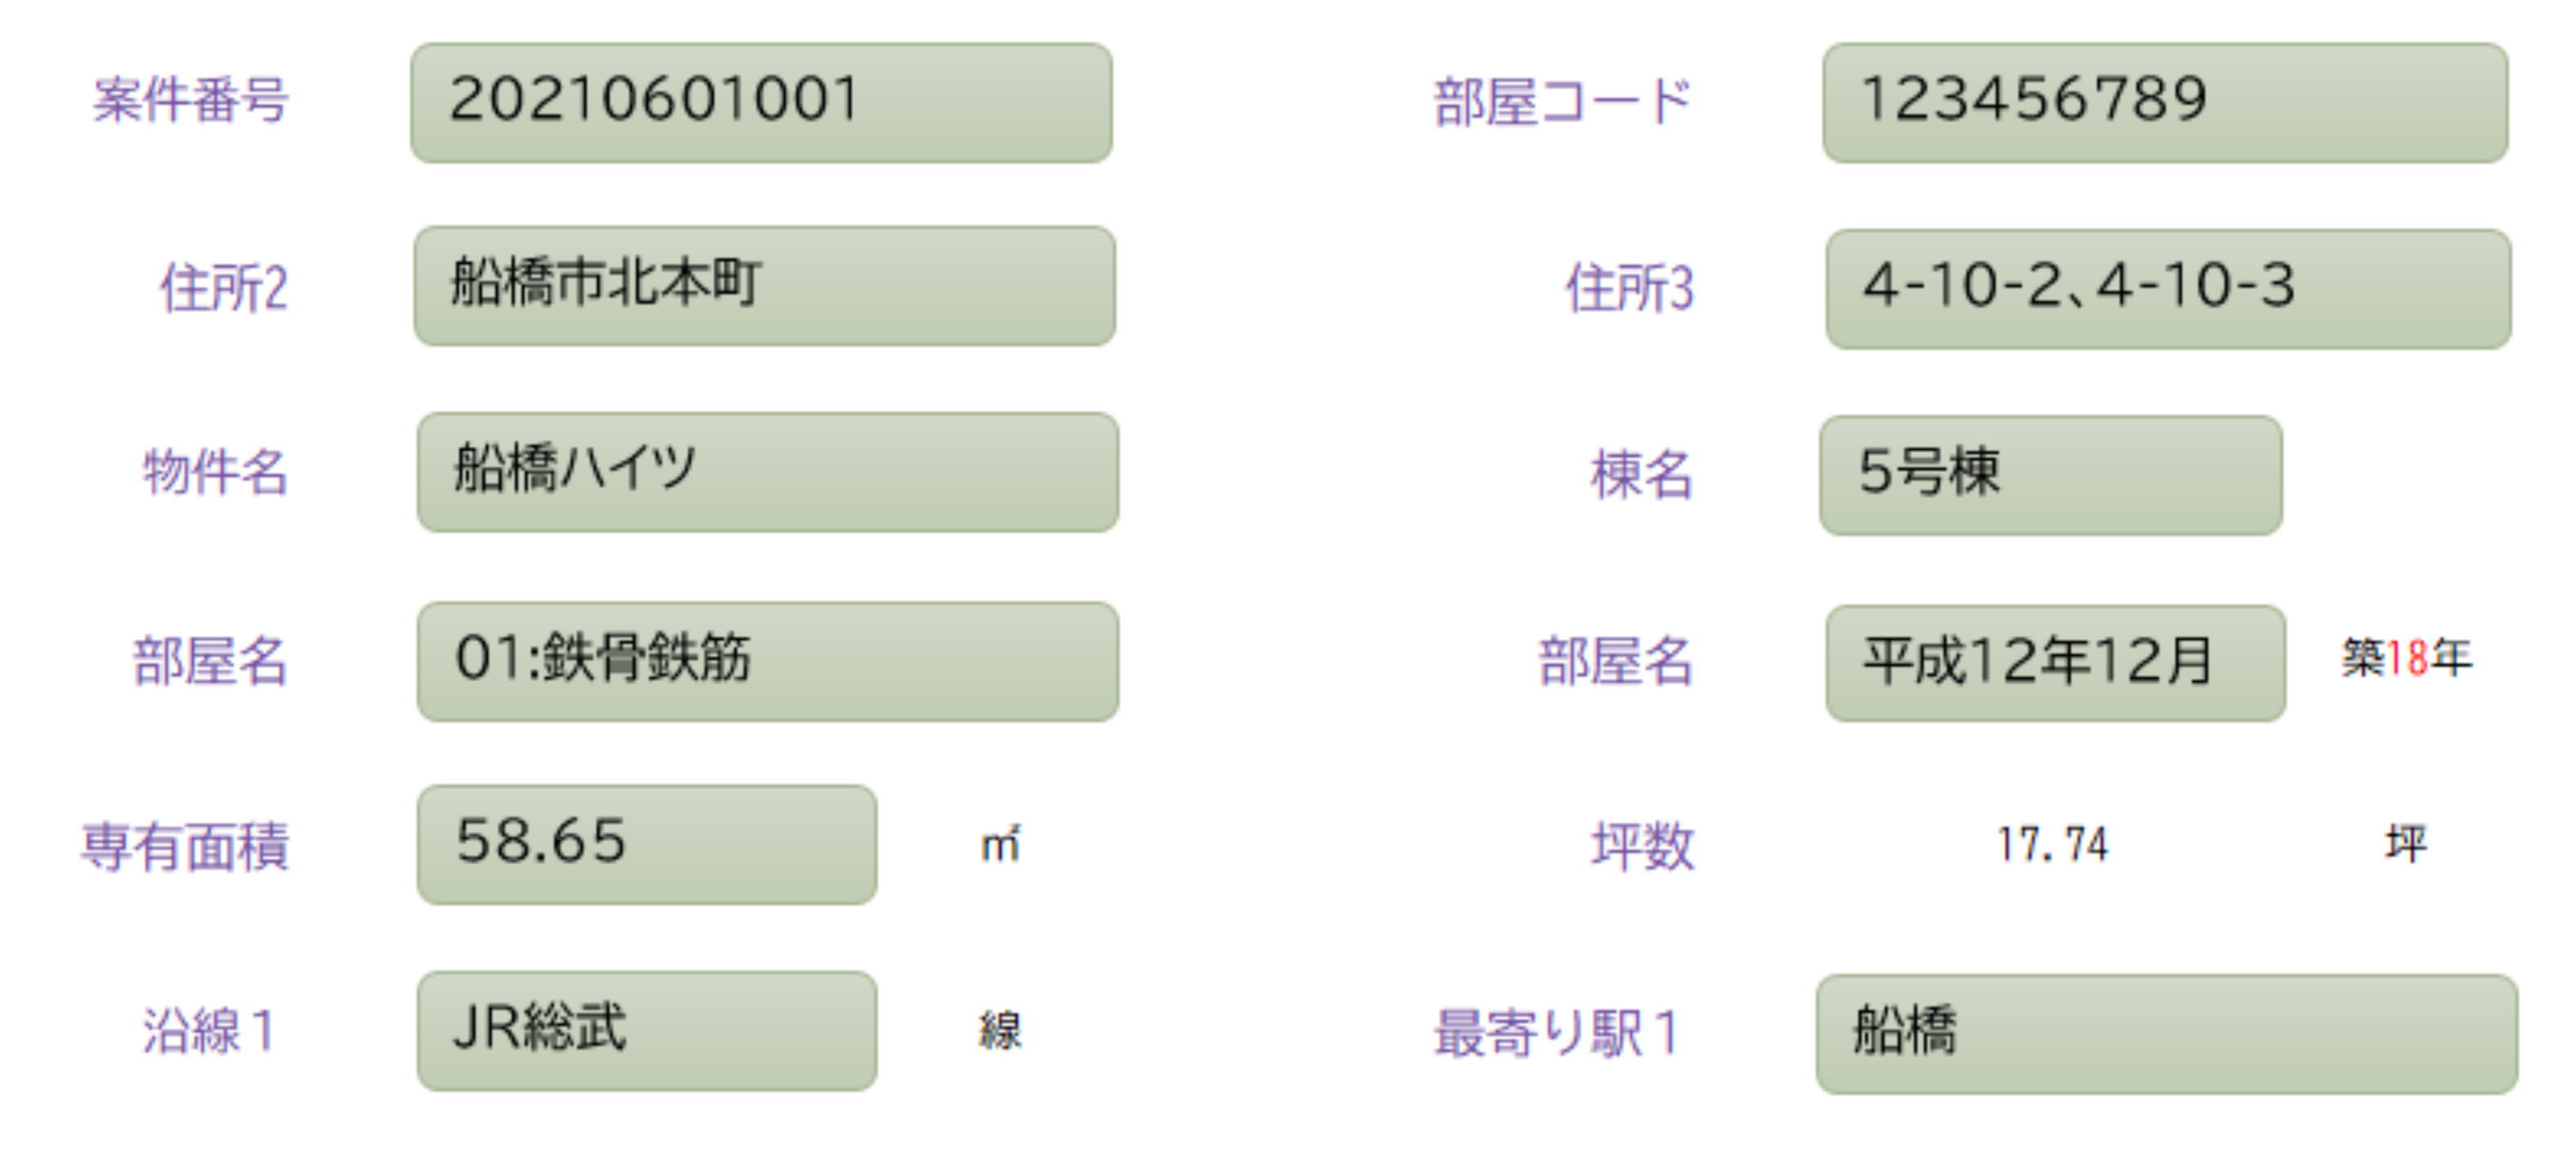 案件番号 20210601001 部屋コード 123456789
住所2 船橋市北本町 住所3 4-10-2、4-10-3
物件名 船橋ハイツ 棟名 5号棟
部屋名 01:鉄骨鉄筋 部屋名 平成12年12月 築18年
専有面積 58.65 ㎡ 坪数 17.74 坪
沿線1 JR総武 線 最寄り駅1 船橋